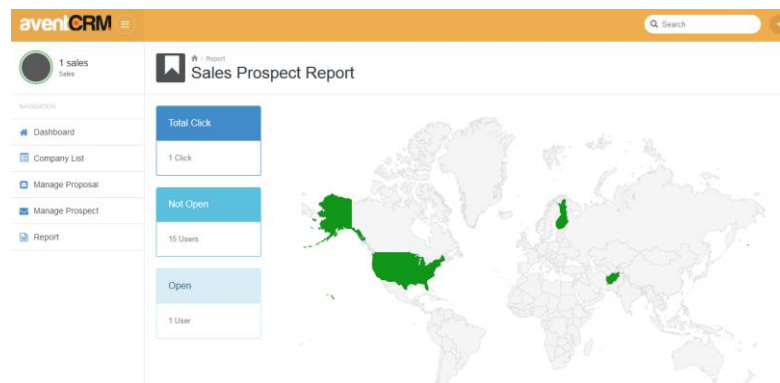 aventCRM
Search
1 sales
Sales
Report
Sales Prospect Report
NAVIGATION
Dashboard
Company List
Manage Proposal
Manage Prospect
Report
Total Click
1 Click
Not Open
15 Users
Open
1 User